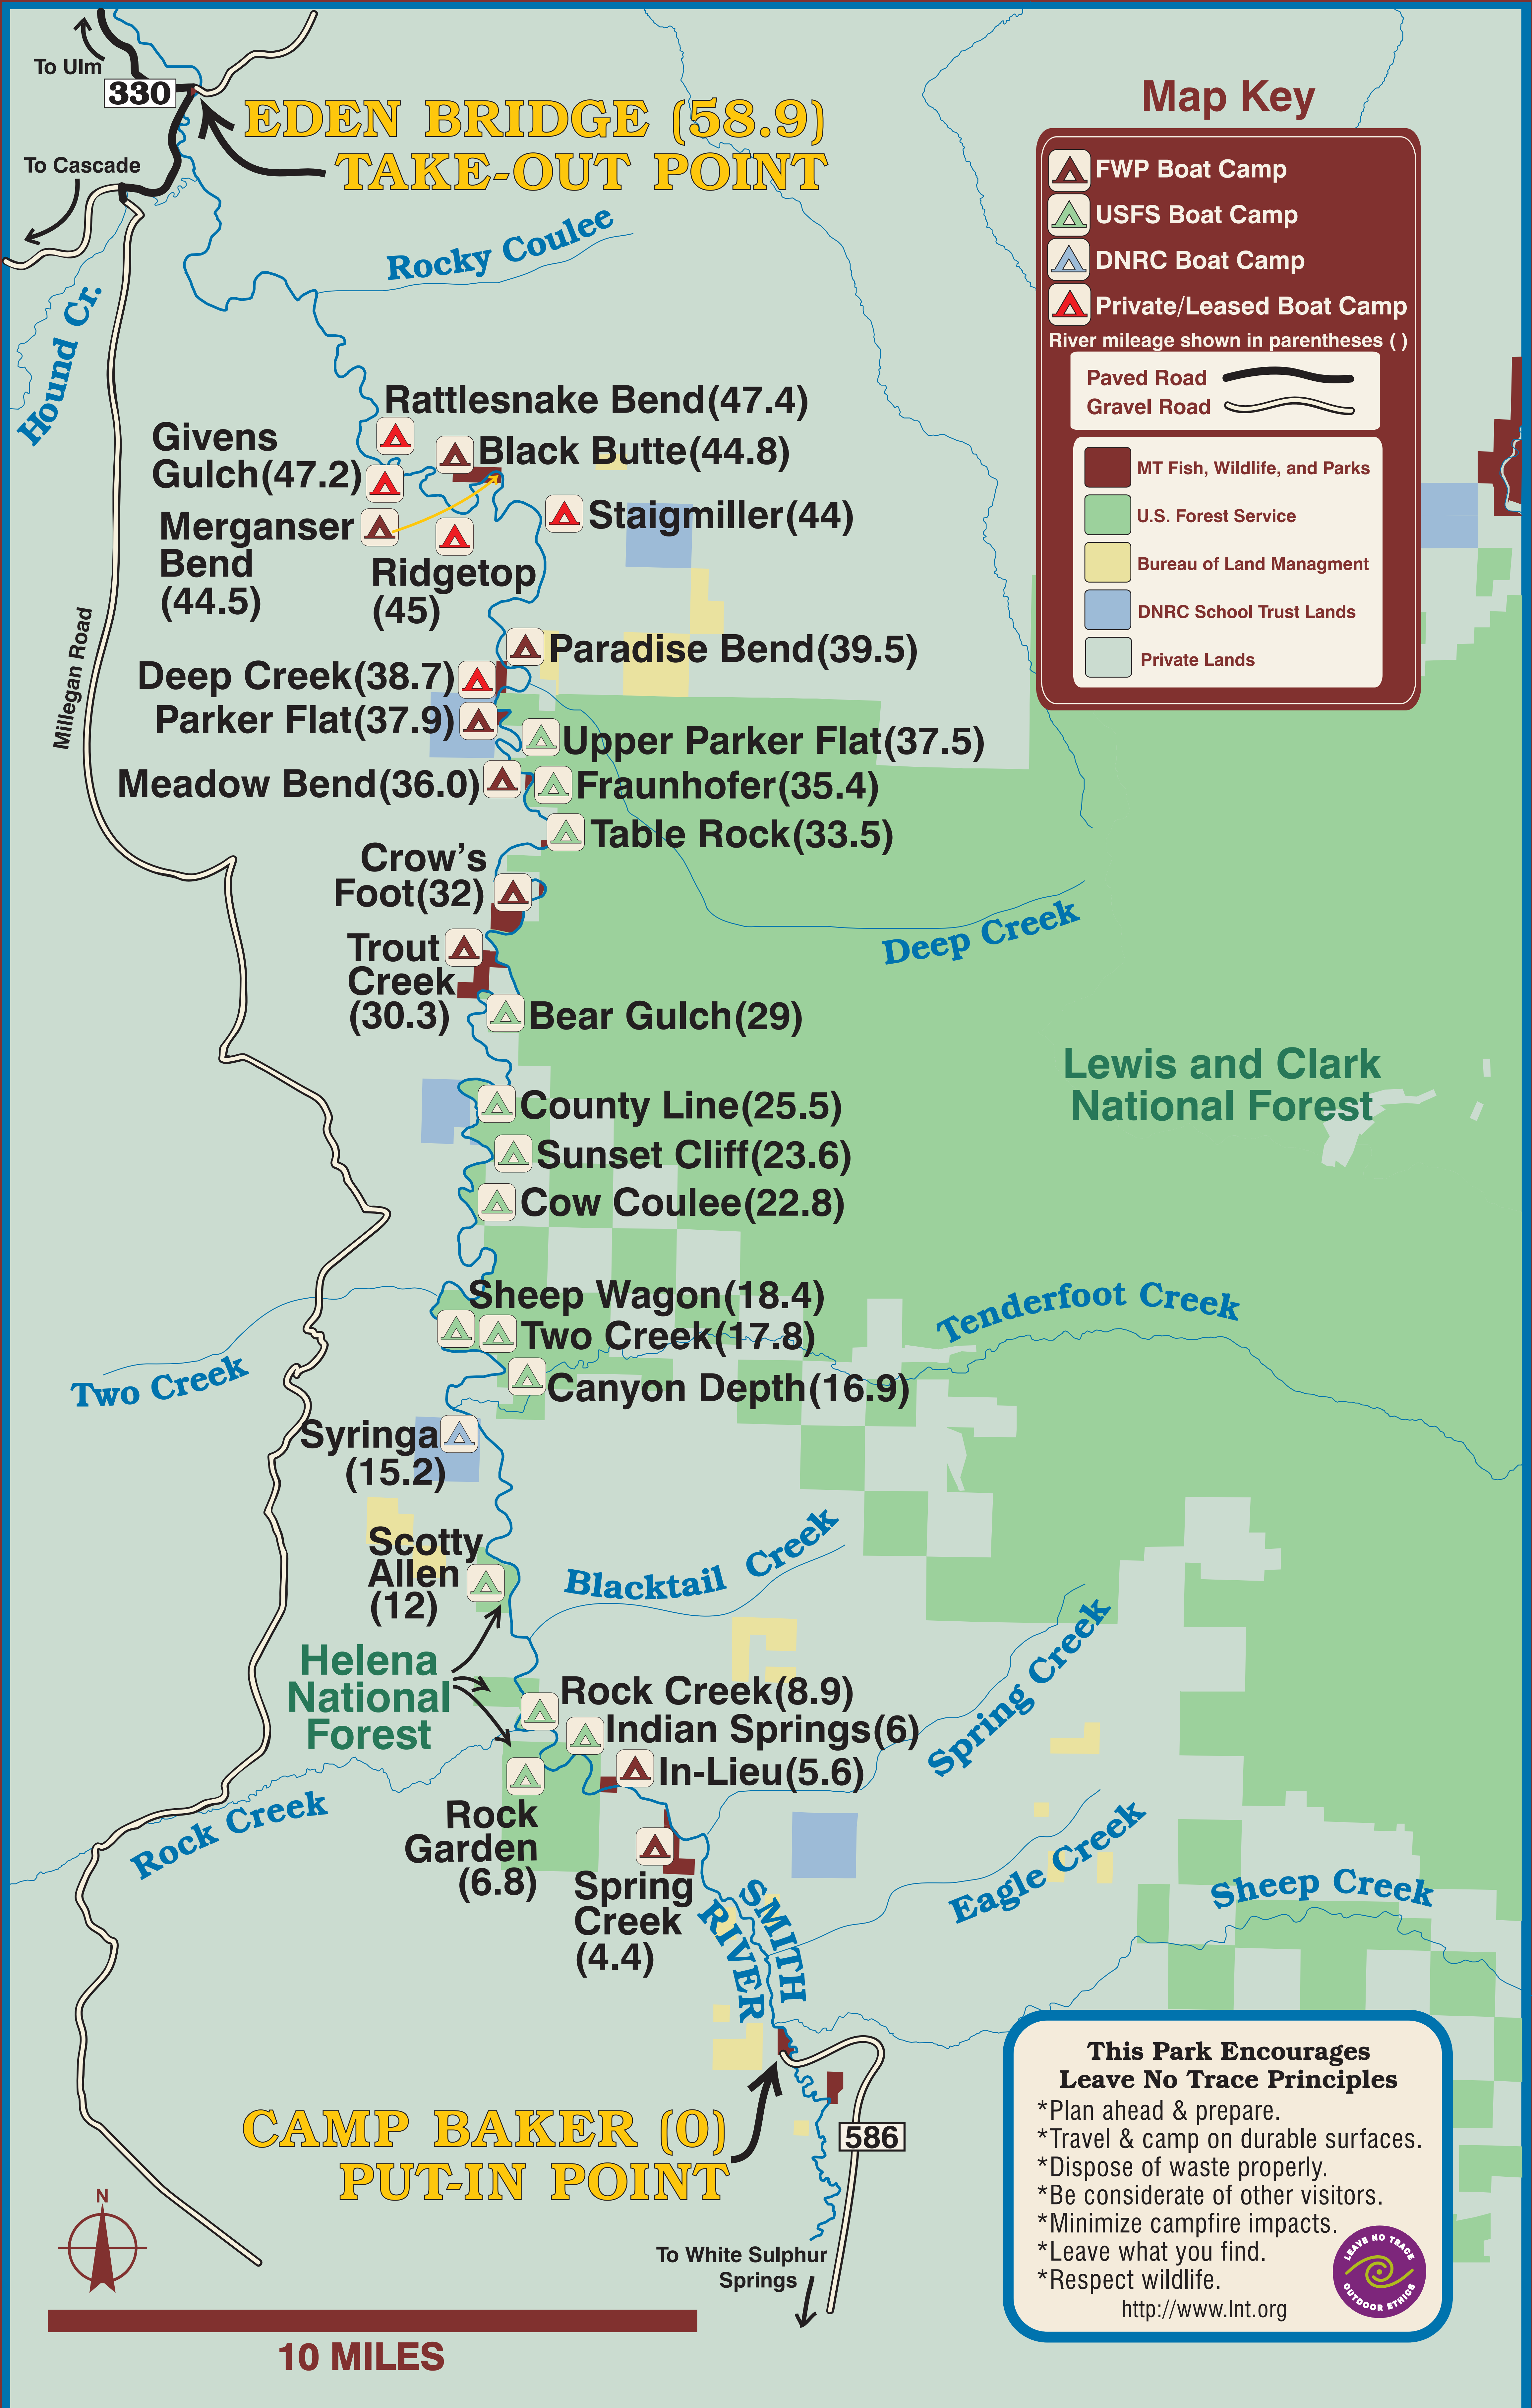 To Ulm
330
EDEN BRIDGE (58.9)
TAKE-OUT POINT
To Cascade
Rocky Coulee
Hound Cr.
Millegan Road
Map Key
FWP Boat Camp
USFS Boat Camp
DNRC Boat Camp
Private/Leased Boat Camp
River mileage shown in parentheses ( )
Paved Road
Gravel Road
MT Fish, Wildlife, and Parks
U.S. Forest Service
Bureau of Land Managment
DNRC School Trust Lands
Private Lands
Rattlesnake Bend(47.4)
Givens
Gulch(47.2)
Black Butte(44.8)
Merganser
Bend
(44.5)
Staigmiller(44)
Ridgetop
(45)
Paradise Bend(39.5)
Deep Creek(38.7)
Parker Flat(37.9)
Upper Parker Flat(37.5)
Meadow Bend(36.0)
Fraunhofer(35.4)
Table Rock(33.5)
Crow's
Foot(32)
Deep Creek
Trout
Creek
(30.3)
Bear Gulch(29)
Lewis and Clark
National Forest
County Line(25.5)
Sunset Cliff(23.6)
Cow Coulee(22.8)
Sheep Wagon(18.4)
Two Creek(17.8)
Tenderfoot Creek
Two Creek
Canyon Depth(16.9)
Syringa
(15.2)
Scotty
Allen
(12)
Blacktail Creek
Helena
National
Forest
Spring Creek
Rock Creek(8.9)
Indian Springs(6)
In-Lieu(5.6)
Rock Creek
Rock
Garden
(6.8)
Spring
Creek
(4.4)
Eagle Creek
Sheep Creek
SMITH
RIVER
CAMP BAKER (0)
PUT-IN POINT
586
To White Sulphur
Springs
N
10 MILES
This Park Encourages
Leave No Trace Principles
*Plan ahead & prepare.
*Travel & camp on durable surfaces.
*Dispose of waste properly.
*Be considerate of other visitors.
*Minimize campfire impacts.
*Leave what you find.
*Respect wildlife.
http://www.lnt.org
LEAVE NO TRACE
OUTDOOR ETHICS